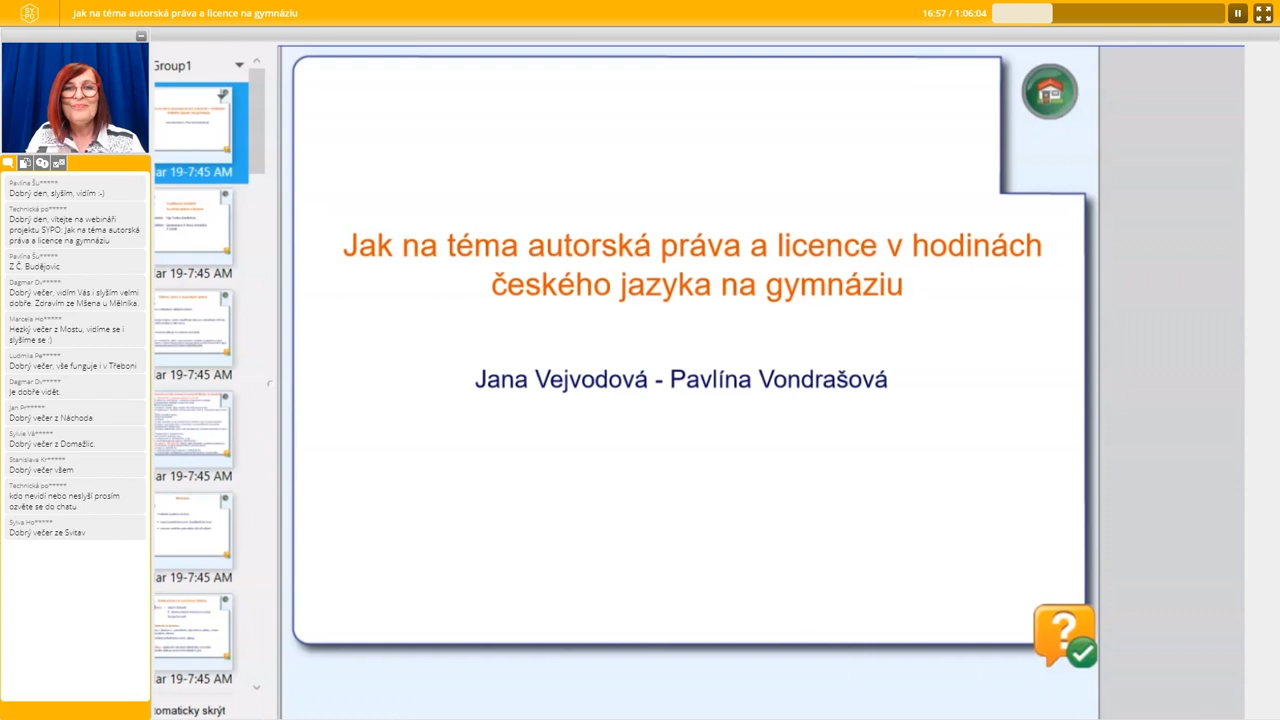 SYPO
Jak na téma autorská práva a licence na gymnáziu
16:57 / 1:06:04
Pavlína Šu*****
Dobrý den, slyším, vidím :-)
Technická po*****
Dobrý den, vítejte na webináři
projektu SYPO: Jak na téma autorská
práva a licence na gymnáziu
Pavlína Šu*****
Z Č. Budějovic
Dagmar Dv*****
Dobrý večer, vidím Vás i slyším velmi
dobře. Zdravím ze Mšena u Mělníka.
Marcela Ho*****
Hezký večer z Mostu, vidíme se i
slyšíme se :)
Ludmila Pe*****
Dobrý večer, vše funguje i v Třeboni
Dagmar Dv*****
Je dobře vidět.
Jan Pr*****
Dobrý večer z Náchoda
Sylvie Vá*****
Dobrý večer z Domažlic.
Stanislava Kr*****
Dobrý večer všem
Technická po*****
kdo nevidí nebo neslyší prosím
ozvěte se do chatu
Sylva Ho*****
Dobrý večer ze Svitav
Group1
ar 19-7:45 AM
ar 19-7:45 AM
ar 19-7:45 AM
ar 19-7:45 AM
ar 19-7:45 AM
ar 19-7:45 AM
tomaticky skrýt
Jak na téma autorská práva a licence v hodinách
českého jazyka na gymnáziu
Jana Vejvodová - Pavlína Vondrašová